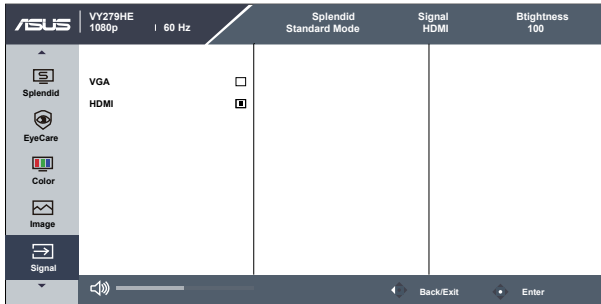 ASUS
VY279HE
1080p | 60 Hz
Splendid
Standard Mode
Signal
HDMI
Btightness
100
Splendid
EyeCare
Color
Image
Signal
VGA
HDMI
Back/Exit
Enter